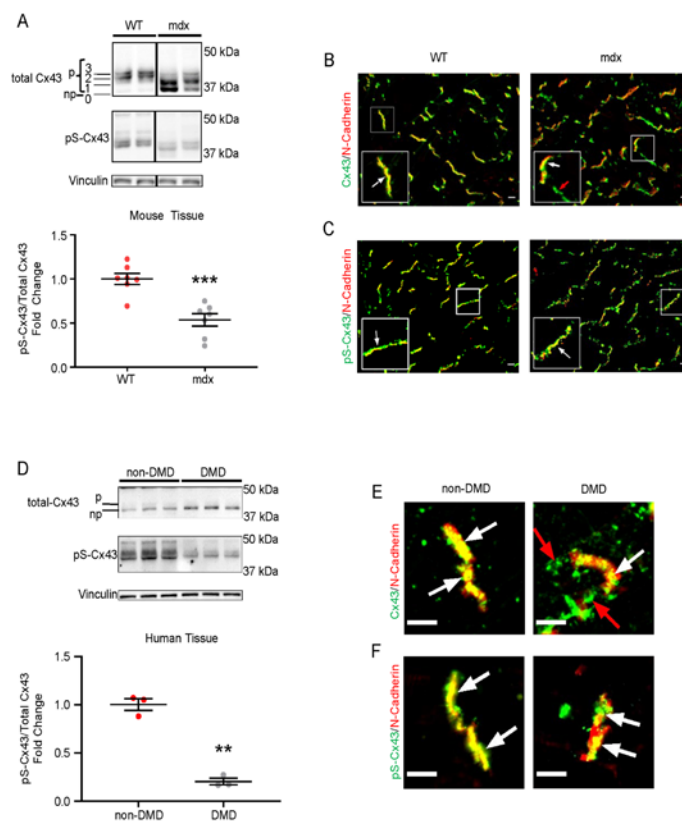 A
WT mdx
50 kDa
total Cx43
p
3
2
1
np
0
37 kDa
50 kDa
pS-Cx43
37 kDa
Vinculin
Mouse Tissue
pS-Cx43/Total Cx43
Fold Change
1.5
1.0
0.5
0.0
***
WT mdx
B
WT mdx
Cx43/N-Cadherin
C
pS-Cx43/N-Cadherin
D
non-DMD DMD
50 kDa
total-Cx43
p
np
37 kDa
50 kDa
pS-Cx43
37 kDa
Vinculin
Human Tissue
pS-Cx43/Total Cx43
Fold Change
1.5
1.0
0.5
0.0
**
non-DMD DMD
E
non-DMD DMD
Cx43/N-Cadherin
F
pS-Cx43/N-Cadherin